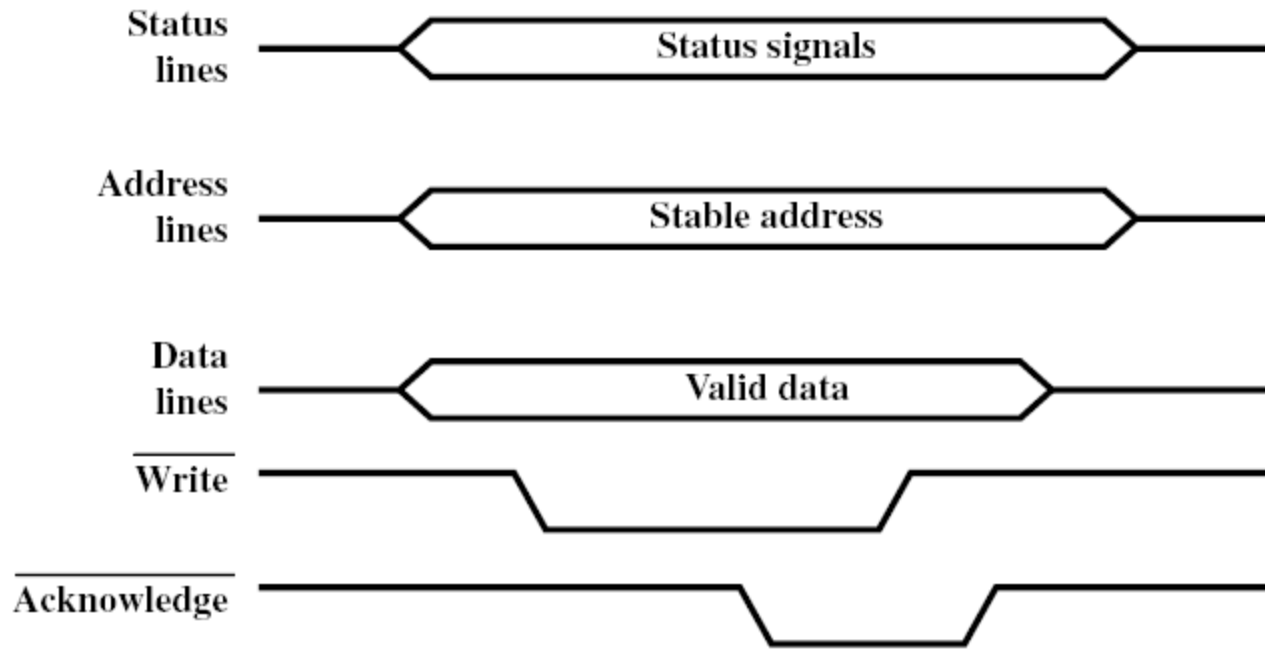 Status
lines
Status signals
Address
lines
Stable address
Data
lines
Valid data
Write
Acknowledge